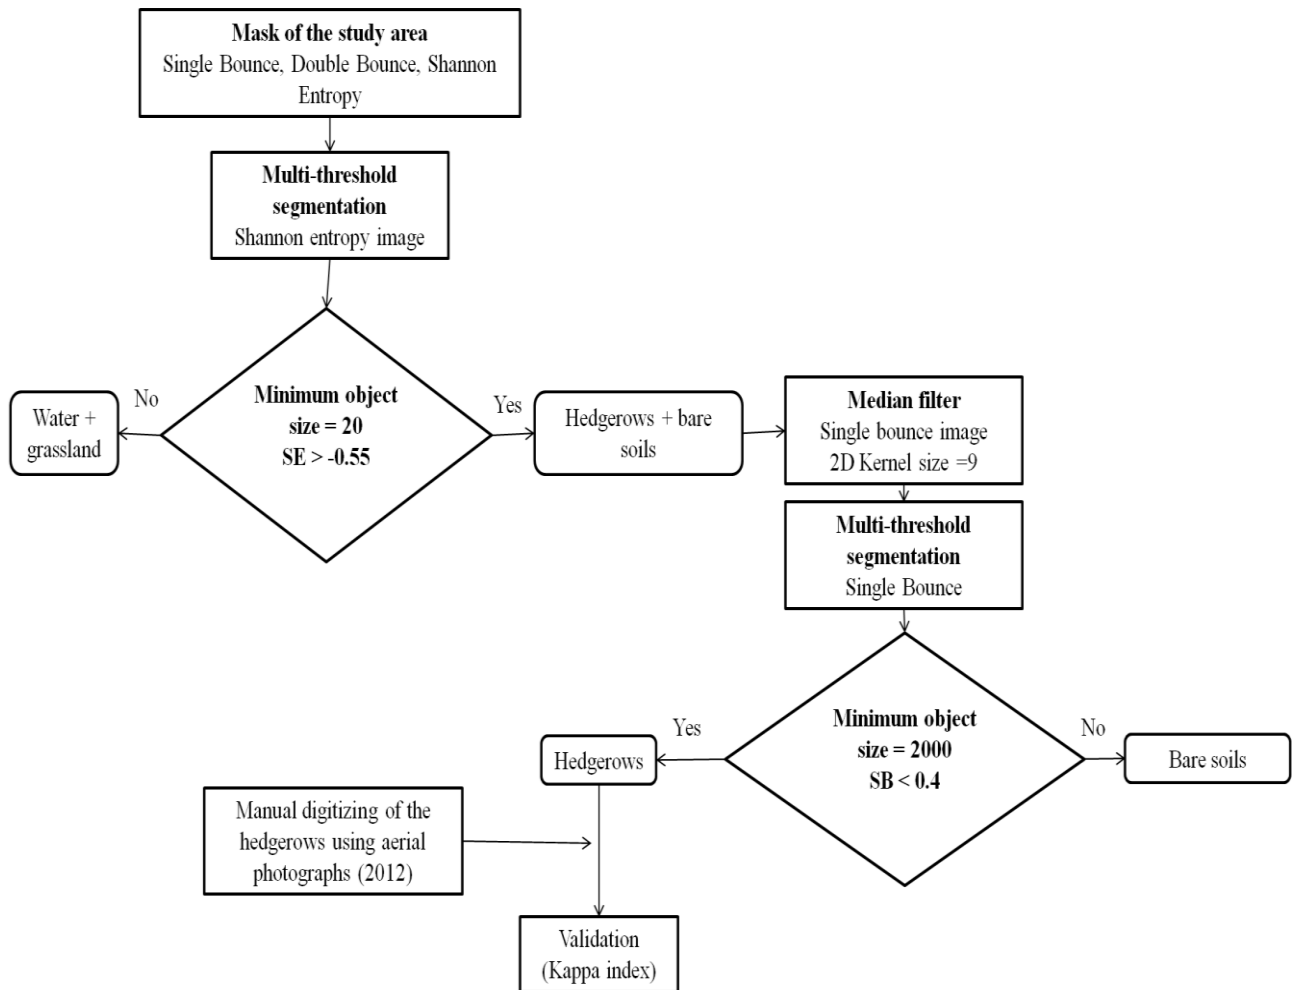 Mask of the study area
Single Bounce, Double Bounce, Shannon
Entropy
Multi-threshold
segmentation
Shannon entropy image
Minimum object
size = 20
SE > -0.55
No
Water +
grassland
Yes
Hedgerows + bare
soils
Median filter
Single bounce image
2D Kernel size =9
Multi-threshold
segmentation
Single Bounce
Minimum object
size = 2000
SB < 0.4
No
Bare soils
Yes
Hedgerows
Manual digitizing of the
hedgerows using aerial
photographs (2012)
Validation
(Kappa index)